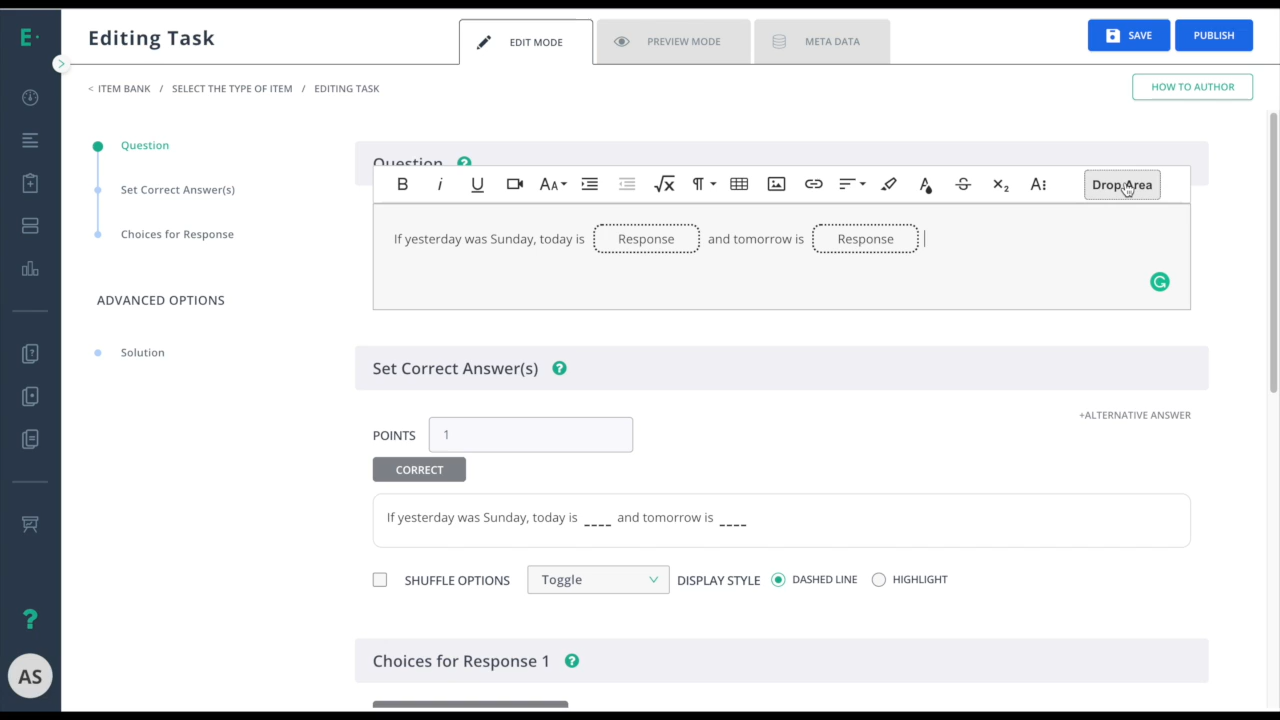 E·
Editing Task
EDIT MODE
PREVIEW MODE
META DATA
SAVE
PUBLISH
< ITEM BANK / SELECT THE TYPE OF ITEM / EDITING TASK
HOW TO AUTHOR
Question
Set Correct Answer(s)
Choices for Response
ADVANCED OPTIONS
Solution
Question ?
B i U AA √x ¶ S x₂ A Drop Area
If yesterday was Sunday, today is Response and tomorrow is Response
Set Correct Answer(s) ?
+ALTERNATIVE ANSWER
POINTS 1
CORRECT
If yesterday was Sunday, today is ____ and tomorrow is ____
SHUFFLE OPTIONS Toggle DISPLAY STYLE DASHED LINE HIGHLIGHT
Choices for Response 1 ?
?
AS